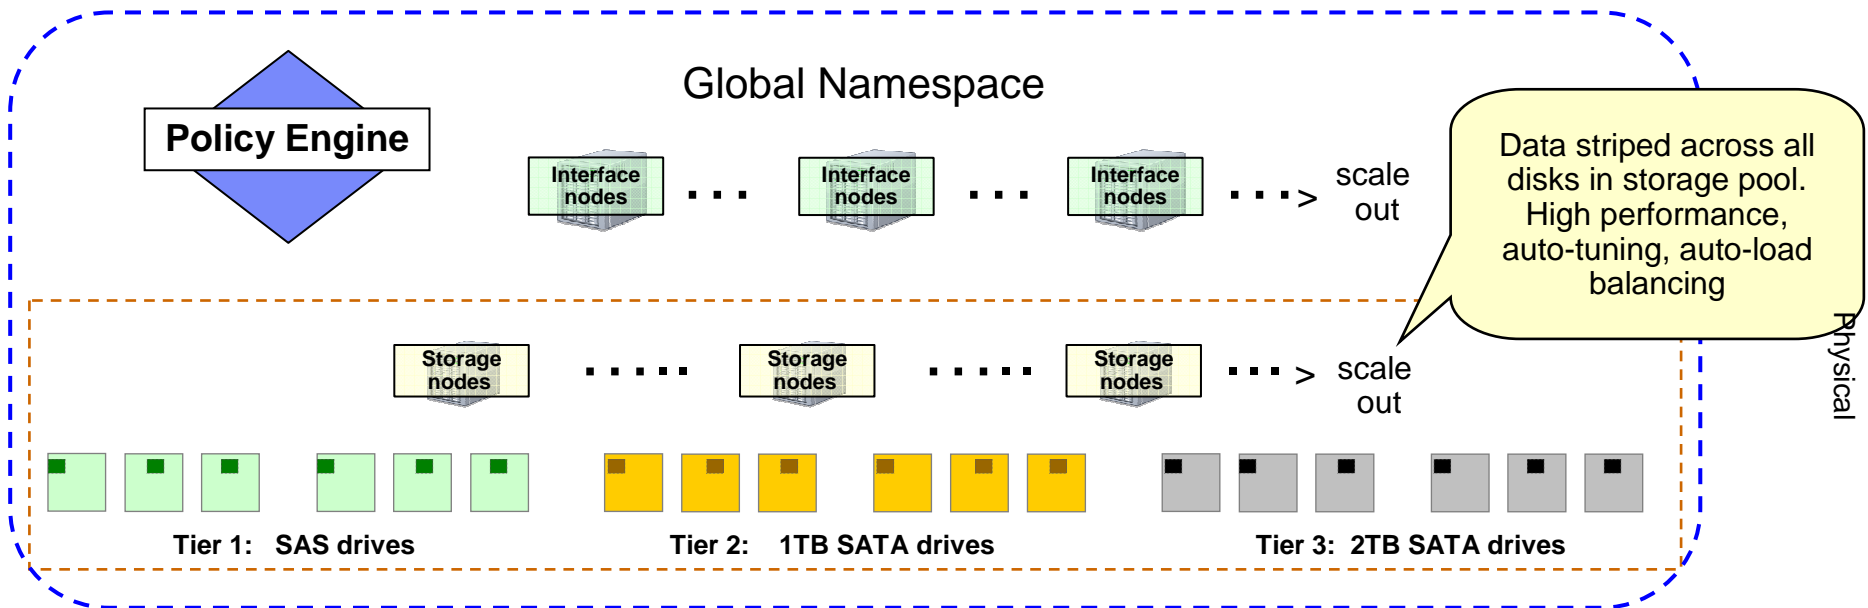 Global Namespace
Policy Engine
Interface
nodes
Interface
nodes
Interface
nodes
scale
out
Data striped across all
disks in storage pool.
High performance,
auto-tuning, auto-load
balancing
Physical
Storage
nodes
Storage
nodes
Storage
nodes
scale
out
Tier 1: SAS drives
Tier 2: 1TB SATA drives
Tier 3: 2TB SATA drives